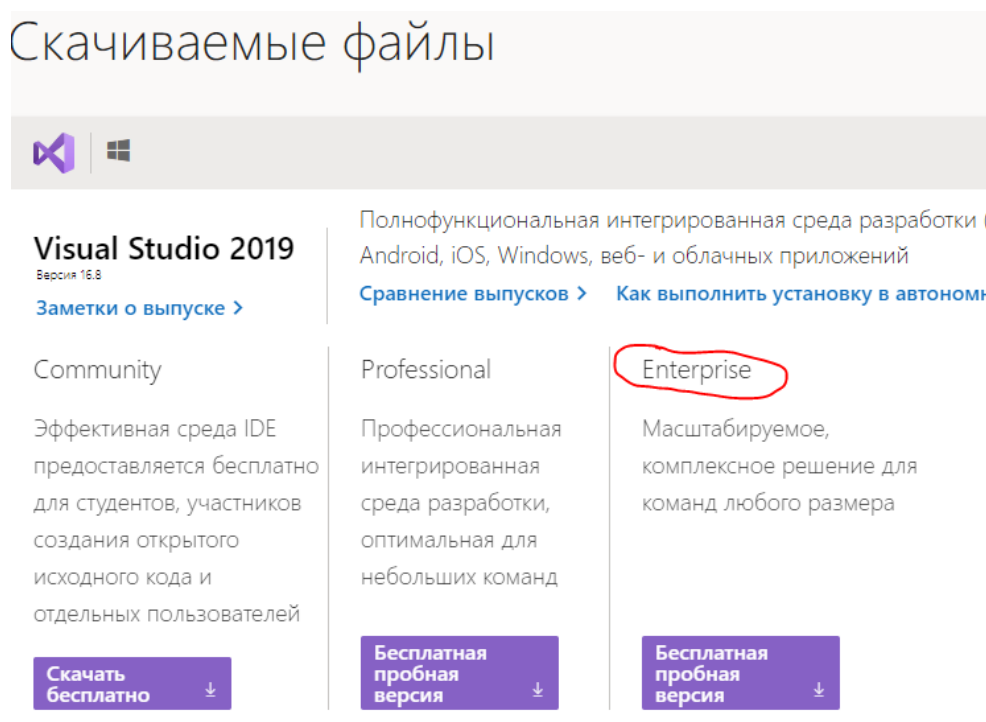 Скачиваемые файлы
Visual Studio 2019
Версия 16.8
Заметки о выпуске
Полнофункциональная интегрированная среда разработки (
Android, iOS, Windows, веб- и облачных приложений
Сравнение выпусков
Как выполнить установку в автономн
Community
Эффективная среда IDE
предоставляется бесплатно
для студентов, участников
создания открытого
исходного кода и
отдельных пользователей
Скачать
бесплатно
Professional
Профессиональная
интегрированная
среда разработки,
оптимальная для
небольших команд
Бесплатная
пробная
версия
Enterprise
Масштабируемое,
комплексное решение для
команд любого размера
Бесплатная
пробная
версия